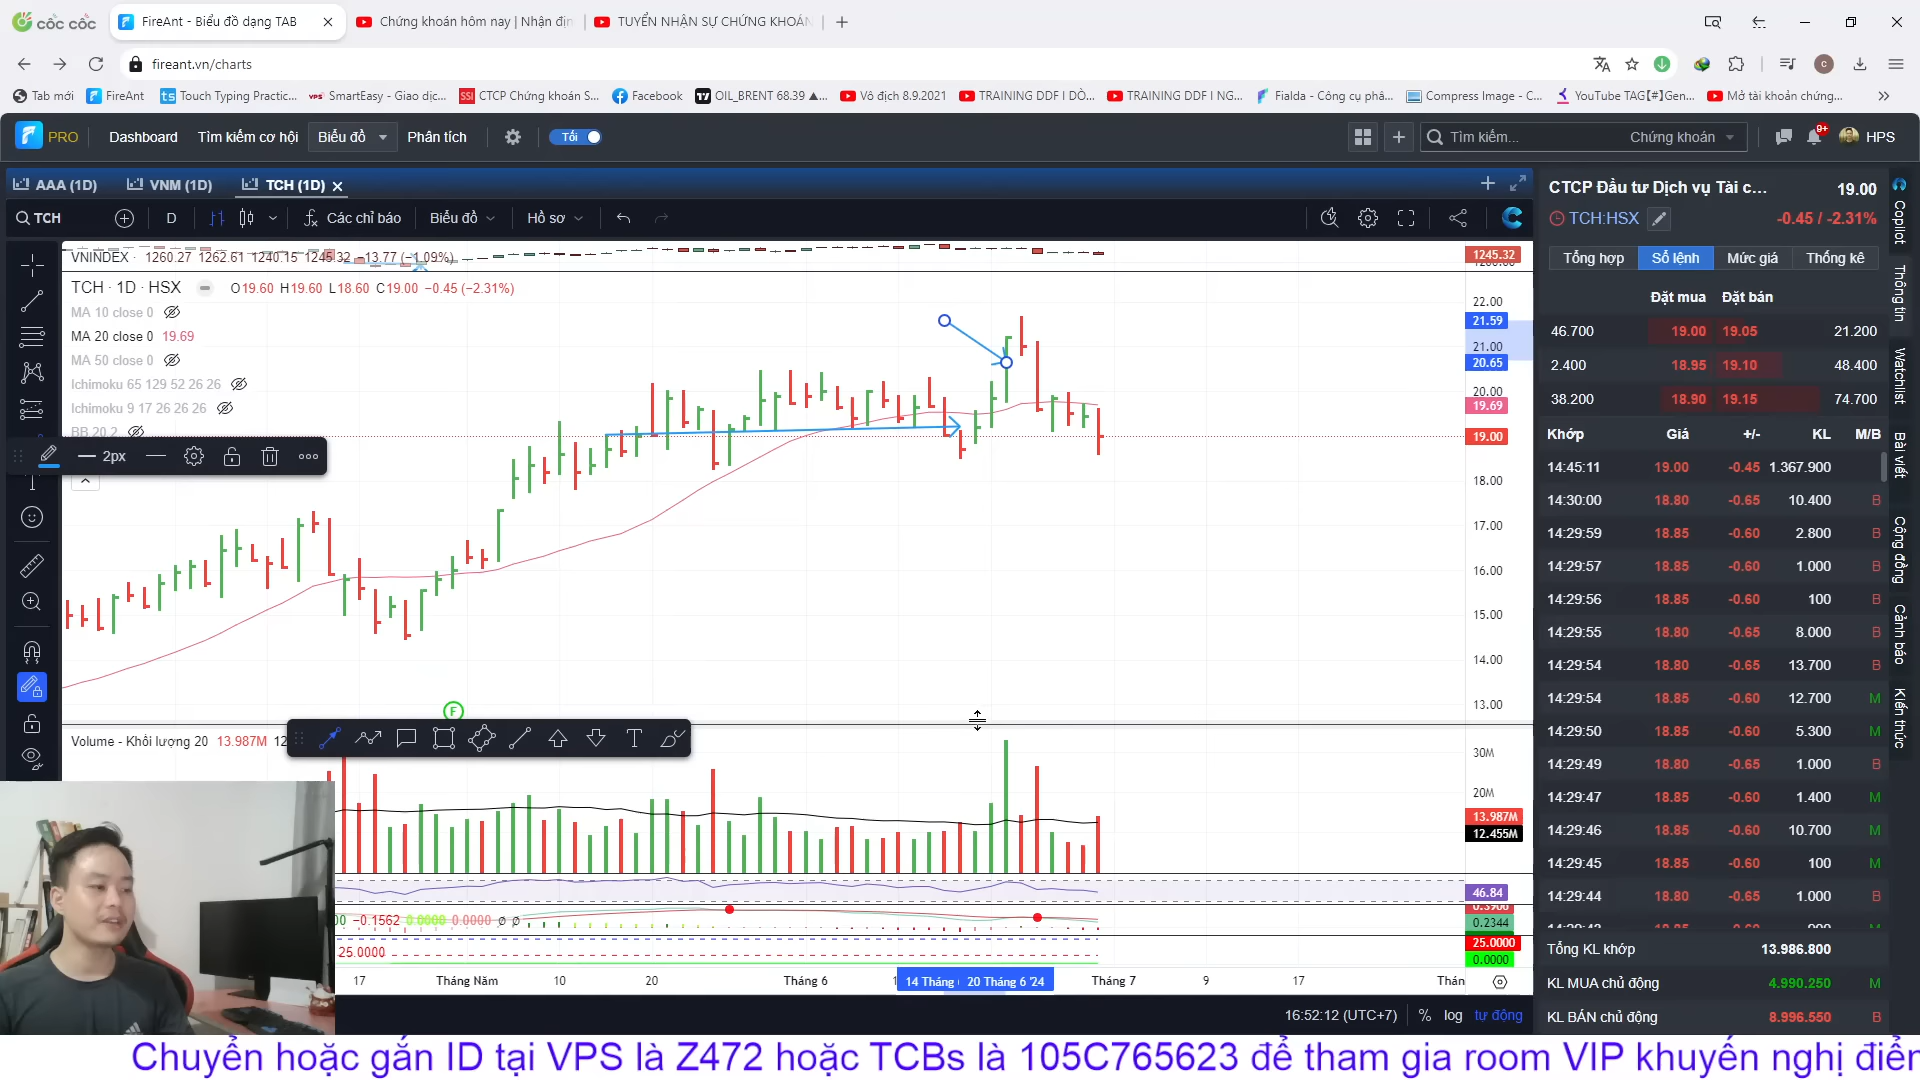 cốc cốc
FireAnt - Biểu đồ dạng TAB
Chứng khoán hôm nay | Nhận địn
TUYỂN NHẬN SỰ CHỨNG KHOÁN
fireant.vn/charts
Tab mới
FireAnt
Touch Typing Practic...
SmartEasy - Giao dịc...
CTCP Chứng khoán S...
Facebook
OIL_BRENT 68.39 ▲...
Vô địch 8.9.2021
TRAINING DDF I DÒ...
TRAINING DDF I NG...
Fialda - Công cụ phâ...
Compress Image - C...
YouTube TAG【#】Gen...
Mở tài khoản chứng...
PRO
Dashboard
Tìm kiếm cơ hội
Biểu đồ
Phân tích
Tối
Tìm kiếm...
Chứng khoán
9+
HPS
AAA (1D)
VNM (1D)
TCH (1D)
TCH
D
Các chỉ báo
Biểu đồ
Hồ sơ
VNINDEX · 1260.27 1262.61 1240.15 1245.32 −13.77 (−1.09%)
TCH · 1D · HSX O19.60 H19.60 L18.60 C19.00 −0.45 (−2.31%)
MA 10 close 0
MA 20 close 0 19.69
MA 50 close 0
Ichimoku 65 129 52 26 26
Ichimoku 9 17 26 26 26
BB 20 2
2px
1245.32
22.00
21.59
21.00
20.65
20.00
19.69
19.00
18.00
17.00
16.00
15.00
14.00
13.00
F
Volume - Khối lượng 20 13.987M
30M
20M
13.987M
12.455M
46.84
−0.1562 0.0000 0.0000 ø ø
0.2344
25.0000
25.0000
0.0000
17
Tháng Năm
10
20
Tháng 6
14 Tháng
20 Tháng 6 '24
Tháng 7
9
17
Thán
16:52:12 (UTC+7)
%
log
tự động
CTCP Đầu tư Dịch vụ Tài c...
19.00
TCH:HSX
-0.45 / -2.31%
Tổng hợp
Sổ lệnh
Mức giá
Thống kê
Đặt mua Đặt bán
46.700 19.00 19.05 21.200
2.400 18.95 19.10 48.400
38.200 18.90 19.15 74.700
Khớp Giá +/- KL M/B
14:45:11 19.00 -0.45 1.367.900
14:30:00 18.80 -0.65 10.400 B
14:29:59 18.85 -0.60 2.800 B
14:29:57 18.85 -0.60 1.000 B
14:29:56 18.85 -0.60 100 B
14:29:55 18.80 -0.65 8.000 B
14:29:54 18.80 -0.65 13.700 B
14:29:54 18.85 -0.60 12.700 M
14:29:50 18.85 -0.60 5.300 M
14:29:49 18.80 -0.65 1.000 B
14:29:47 18.85 -0.60 1.400 M
14:29:46 18.85 -0.60 10.700 M
14:29:45 18.85 -0.60 100 M
14:29:44 18.80 -0.65 1.000 B
Tổng KL khớp 13.986.800
KL MUA chủ động 4.990.250 M
KL BÁN chủ động 8.996.550 B
Copilot
Thông tin
Watchlist
Bài viết
Cộng đồng
Cảnh báo
Kiến thức
Chuyển hoặc gắn ID tại VPS là Z472 hoặc TCBs là 105C765623 để tham gia room VIP khuyến nghị điển